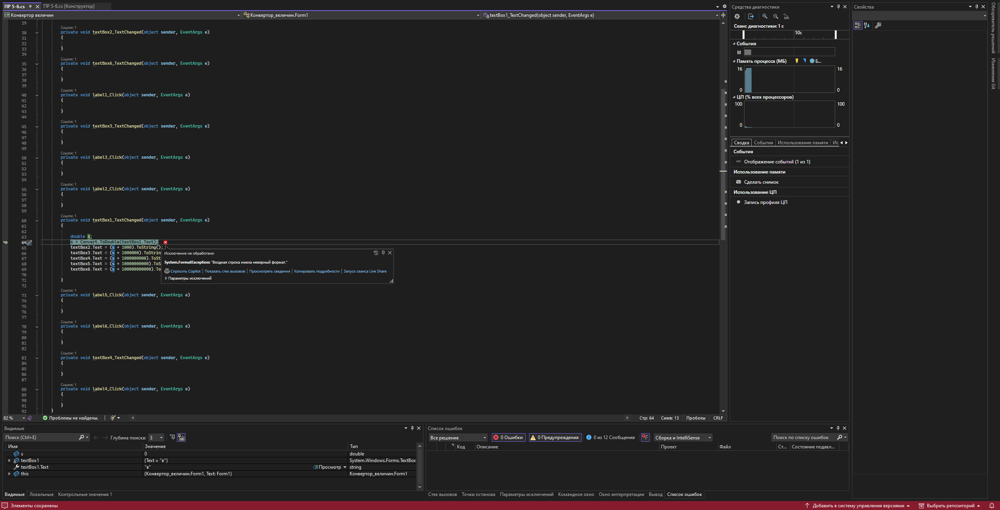 ПР 5-6.cs
ПР 5-6.cs [Конструктор]
Конвертор величин
Конвертор_величин.Form1
textBox1_TextChanged(object sender, EventArgs e)
29
Ссылок: 1
30 private void textBox2_TextChanged(object sender, EventArgs e)
31 {
32
33 }
34
Ссылок: 1
35 private void textBox6_TextChanged(object sender, EventArgs e)
36 {
37
38 }
39
Ссылок: 1
40 private void label1_Click(object sender, EventArgs e)
41 {
42
43 }
44
Ссылок: 1
45 private void textBox3_TextChanged(object sender, EventArgs e)
46 {
47
48 }
49
Ссылок: 1
50 private void label3_Click(object sender, EventArgs e)
51 {
52
53 }
54
Ссылок: 1
55 private void label2_Click(object sender, EventArgs e)
56 {
57
58 }
59
Ссылок: 1
60 private void textBox1_TextChanged(object sender, EventArgs e)
61 {
62
63 double s;
64 s = Convert.ToDouble(textBox1.Text);
65 textBox2.Text = (s * 1000).ToString();
66 textBox3.Text = (s * 1000000).ToStrin
67 textBox4.Text = (s * 1000000000).ToSt
68 textBox5.Text = (s * 10000000000).ToS
69 textBox6.Text = (s * 100000000000).To
70
71 }
72
Исключение не обработано
System.FormatException: "Входная строка имела неверный формат."
Спросить Copilot | Показать стек вызовов | Просмотреть сведения | Копировать подробности | Запуск сеанса Live Share
Параметры исключений
Ссылок: 1
73 private void label5_Click(object sender, EventArgs e)
74 {
75
76 }
77
Ссылок: 1
78 private void label6_Click(object sender, EventArgs e)
79 {
80
81 }
82
Ссылок: 1
83 private void textBox4_TextChanged(object sender, EventArgs e)
84 {
85
86 }
87
Ссылок: 1
88 private void label4_Click(object sender, EventArgs e)
89 {
90
91 }
92 }
82 %
Проблемы не найдены.
Стр: 64
Симв: 13
Пробелы
CRLF
Средства диагностики
Сеанс диагностики: 1 с
10с
События
Память процесса (МБ)
Б...
16 16
0 0
ЦП (% всех процессоров)
100 100
0 0
Сводка
События
Использование памяти
Ис
События
Отображение событий (1 из 1)
Использование памяти
Сделать снимок
Использование ЦП
Запись профиля ЦП
Свойства
Обозреватель решений
Изменения Git
Видимые
Поиск (Ctrl+E)
Глубина поиска: 3
Имя Значение Тип
s 0 double
textBox1 {Text = "в"} System.Windows.Forms.TextBox
textBox1.Text "в" Просмотр string
this {Конвертор_величин.Form1, Text: Form1} Конвертор_величин.Form1
Видимые
Локальные
Контрольные значения 1
Список ошибок
Все решение
0 Ошибки
0 Предупреждения
0 из 12 Сообщения
Сборка и IntelliSense
Поиск по списку ошибок
Код Описание Проект Файл Ст... Состояние подавл...
Стек вызовов
Точки останова
Параметры исключений
Командное окно
Окно интерпретации
Вывод
Список ошибок
Элементы сохранены
Добавить в систему управления версиями
Выбрать репозиторий